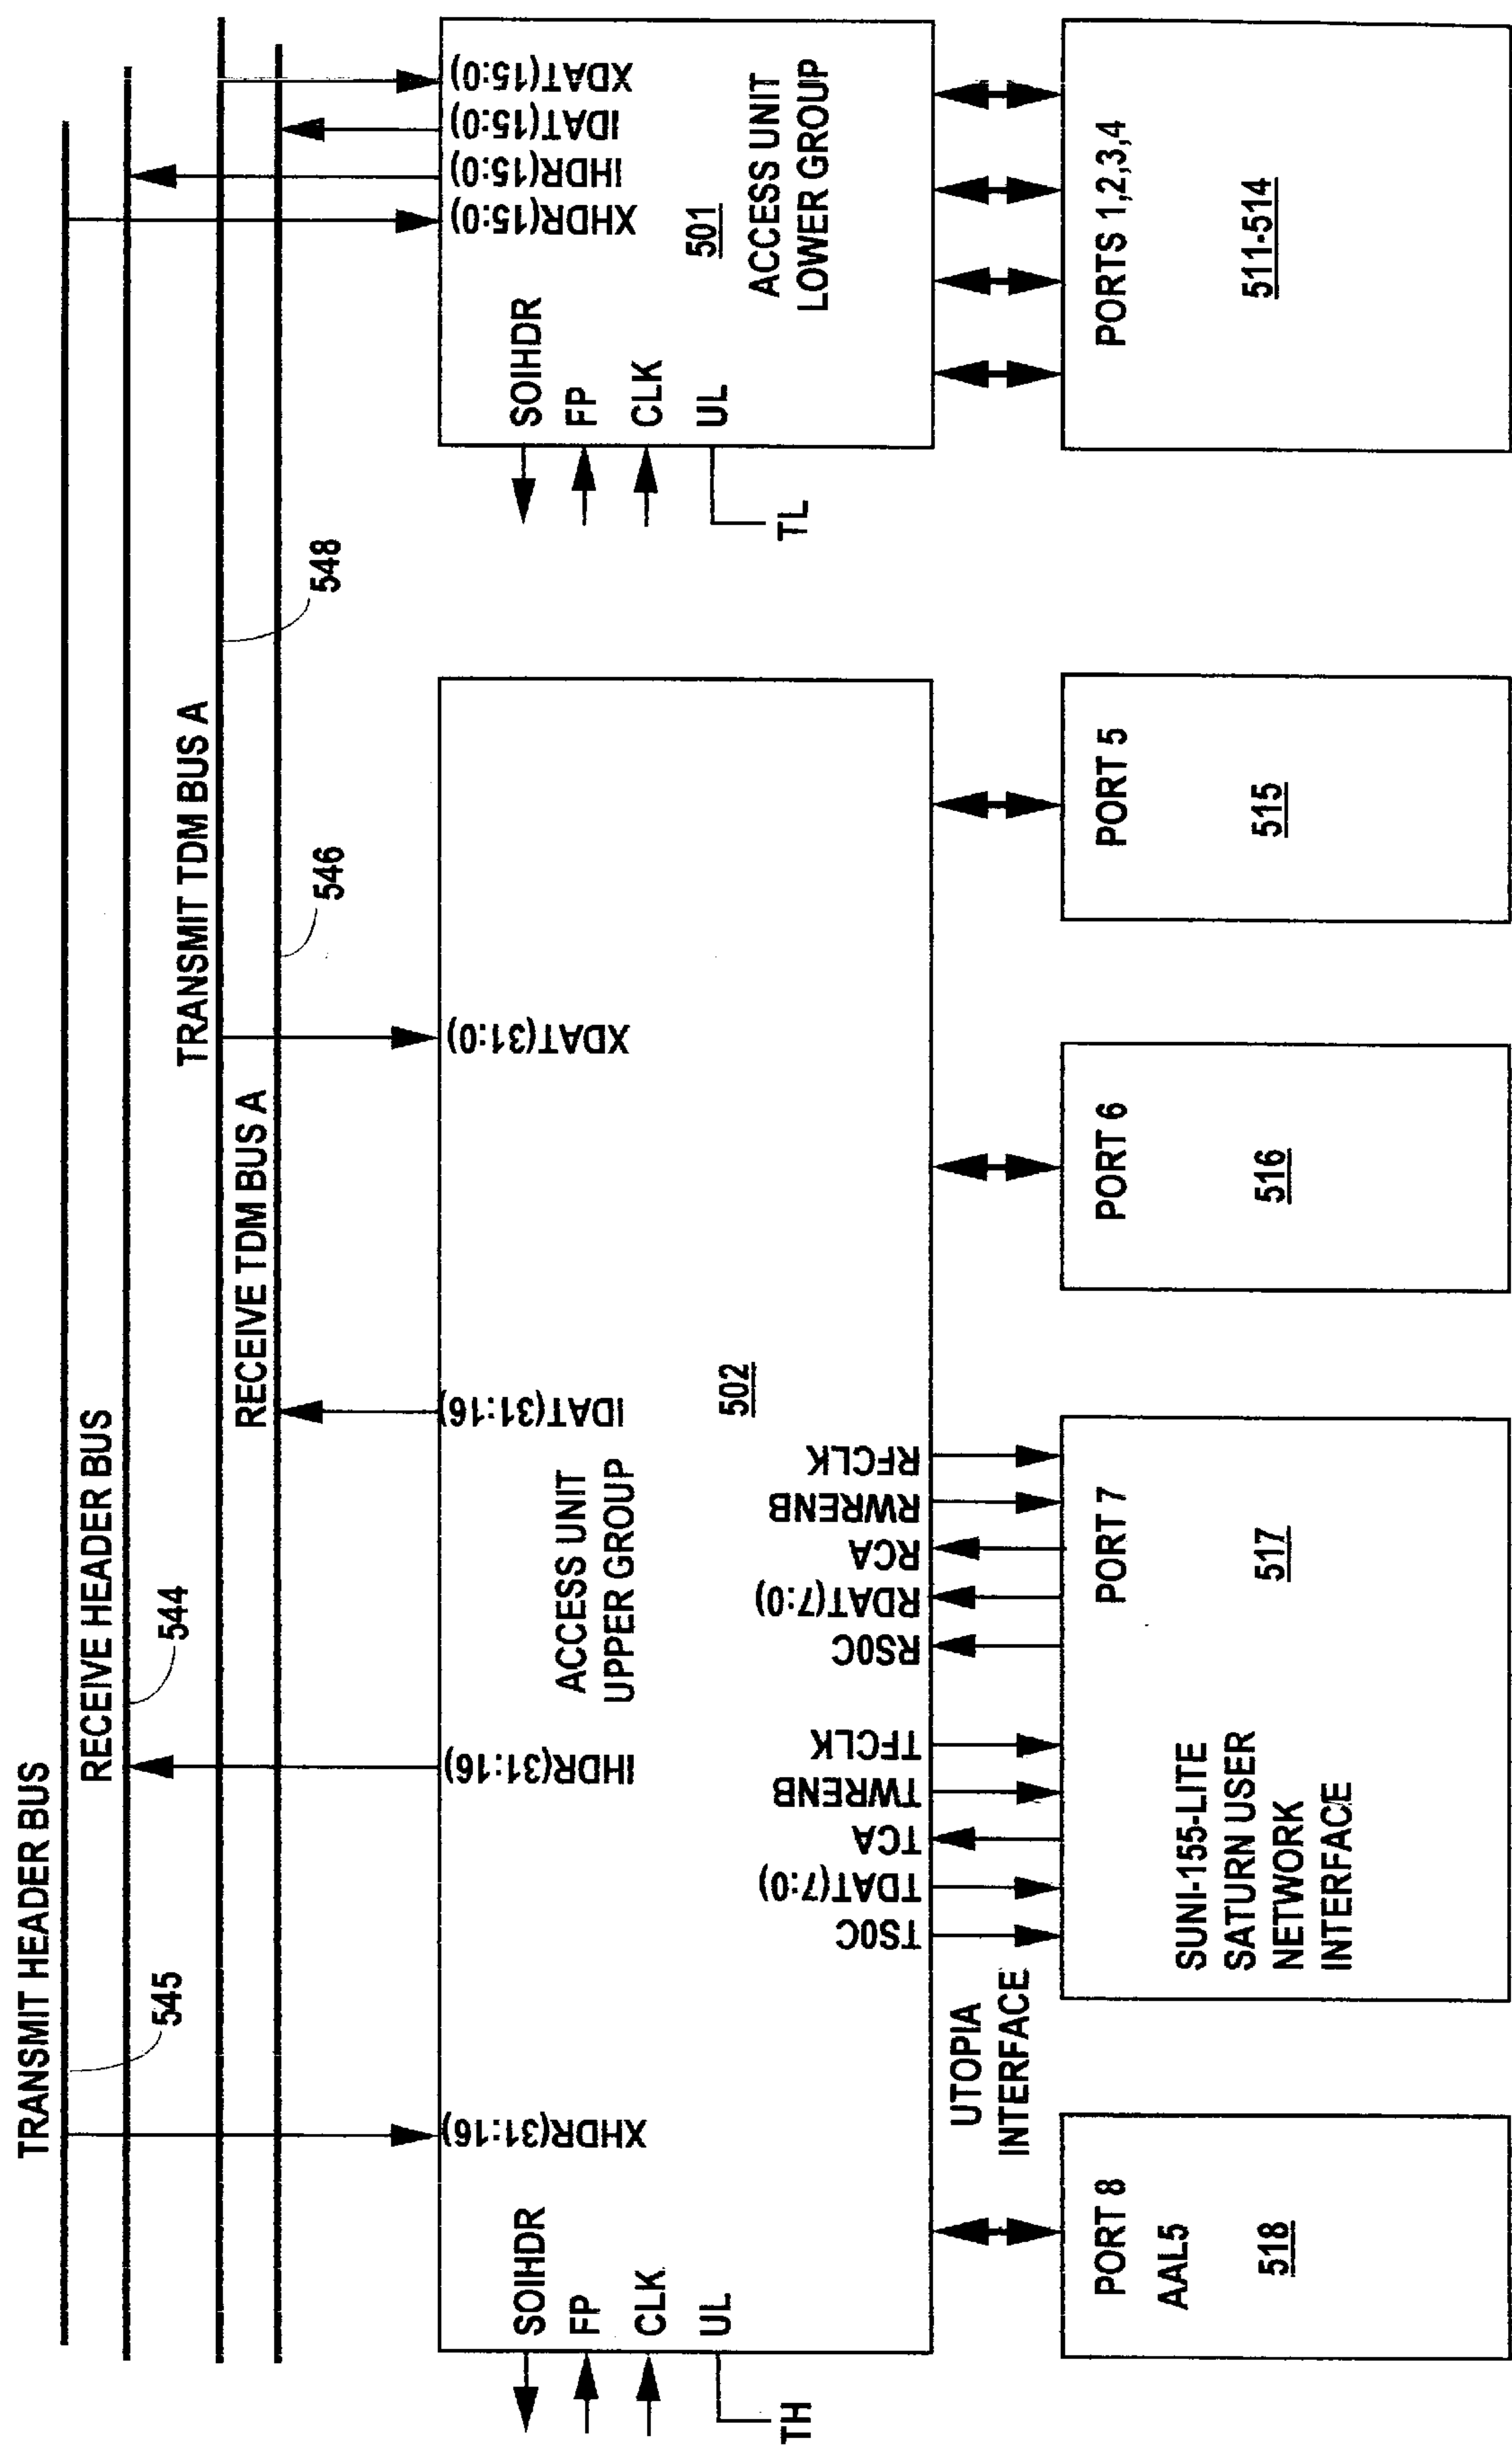 TRANSMIT HEADER BUS
545
RECEIVE HEADER BUS
544
TRANSMIT TDM BUS A
548
RECEIVE TDM BUS A
546
SOIHDR
FP
CLK
UL
TH
XHDR(31:16)
IHDR(31:16)
IDAT(31:16)
XDAT(31:0)
ACCESS UNIT
UPPER GROUP
502
TSOC
TDAT(7:0)
TCA
TWRENB
TFCLK
RSOC
RDAT(7:0)
RCA
RWRENB
RFCLK
SOIHDR
FP
CLK
UL
TL
XHDR(15:0)
IHDR(15:0)
IDAT(15:0)
XDAT(15:0)
501
ACCESS UNIT
LOWER GROUP
UTOPIA
INTERFACE
PORT 8
AAL5
518
PORT 7
517
SUNI-155-LITE
SATURN USER
NETWORK
INTERFACE
PORT 6
516
PORT 5
515
PORTS 1,2,3,4
511-514